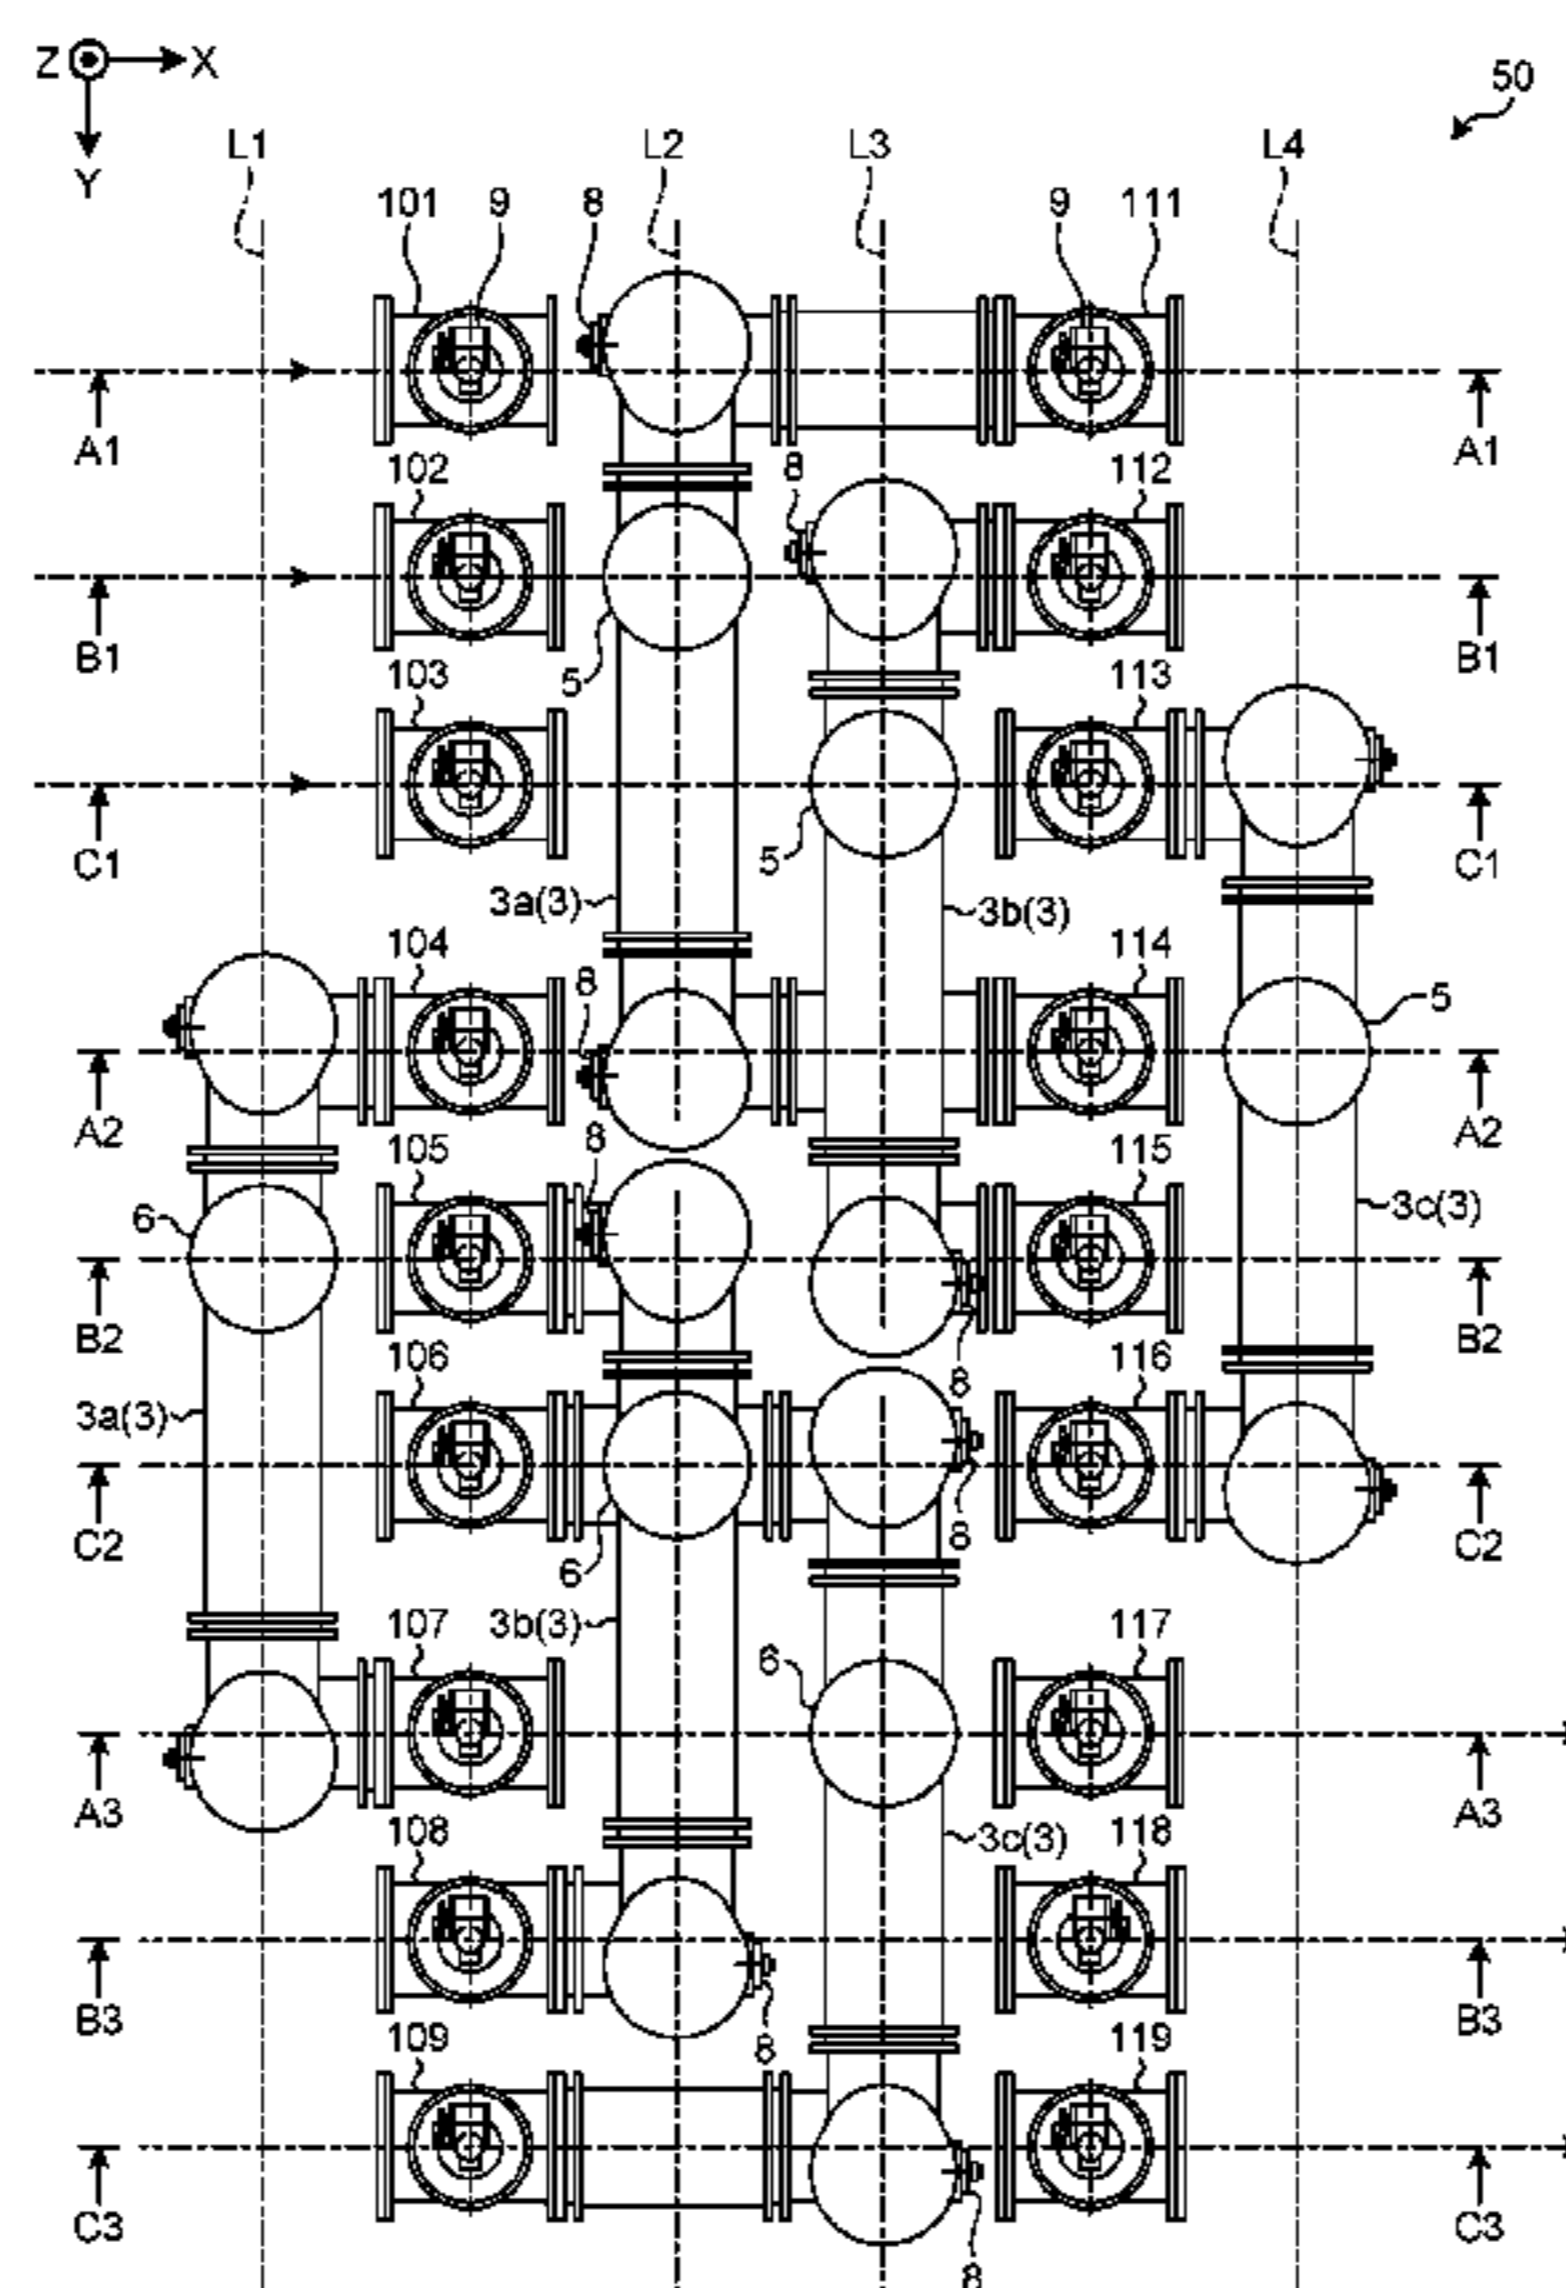 Z X
50
Y
L1 L2 L3 L4
101 9 8 9 111
A1 A1
102 8 112
B1 B1
103 5 113
C1 5 C1
3a(3) 3b(3)
104 8 114 5
8
A2 A2
105 8 115
6 3c(3)
B2 B2
106 8 116
3a(3)
C2 8 C2
6
107 3b(3) 117
6
A3 A3
108 3c(3) 118
B3 B3
109 8 119
C3 C3
8